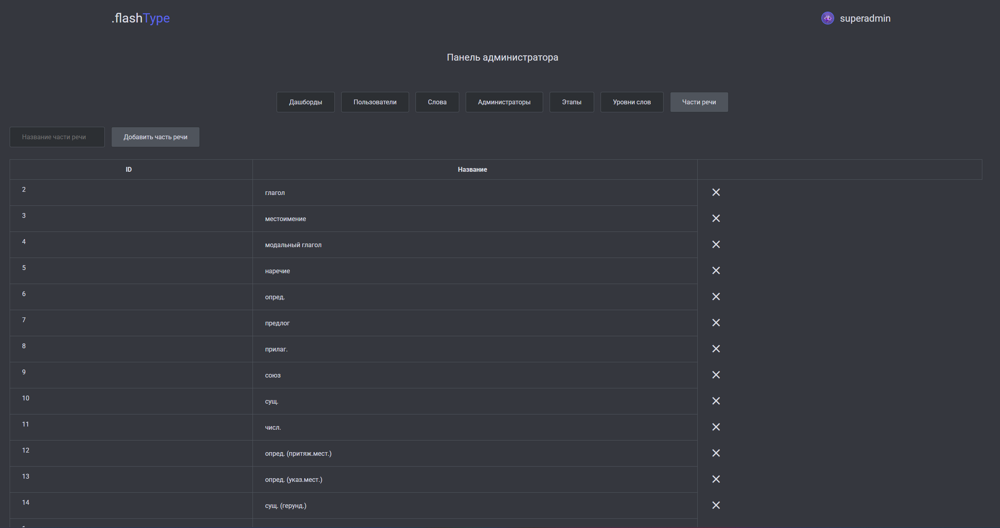 .flashType
superadmin
Панель администратора
Дашборды Пользователи Слова Администраторы Этапы Уровни слов Части речи
Название части речи Добавить часть речи
ID Название
2 глагол
3 местоимение
4 модальный глагол
5 наречие
6 опред.
7 предлог
8 прилаг.
9 союз
10 сущ.
11 числ.
12 опред. (притяж.мест.)
13 опред. (указ.мест.)
14 сущ. (герунд.)